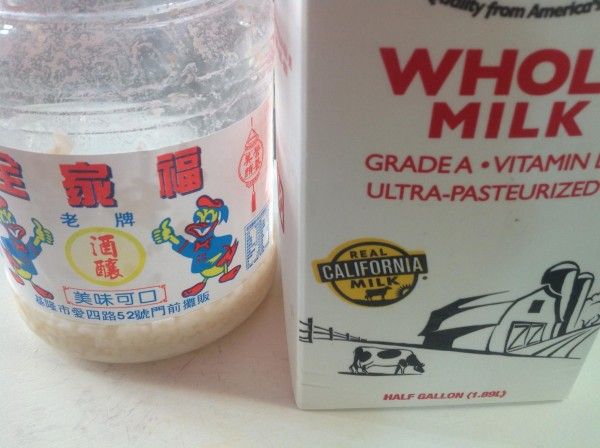 全家福
老牌
酒釀
美味可口
基隆市愛四路52號門前攤販
Quality from America's
WHOL
MILK
GRADE A • VITAMIN
ULTRA-PASTEURIZED
REAL
CALIFORNIA
MILK
HALF GALLON (1.89L)